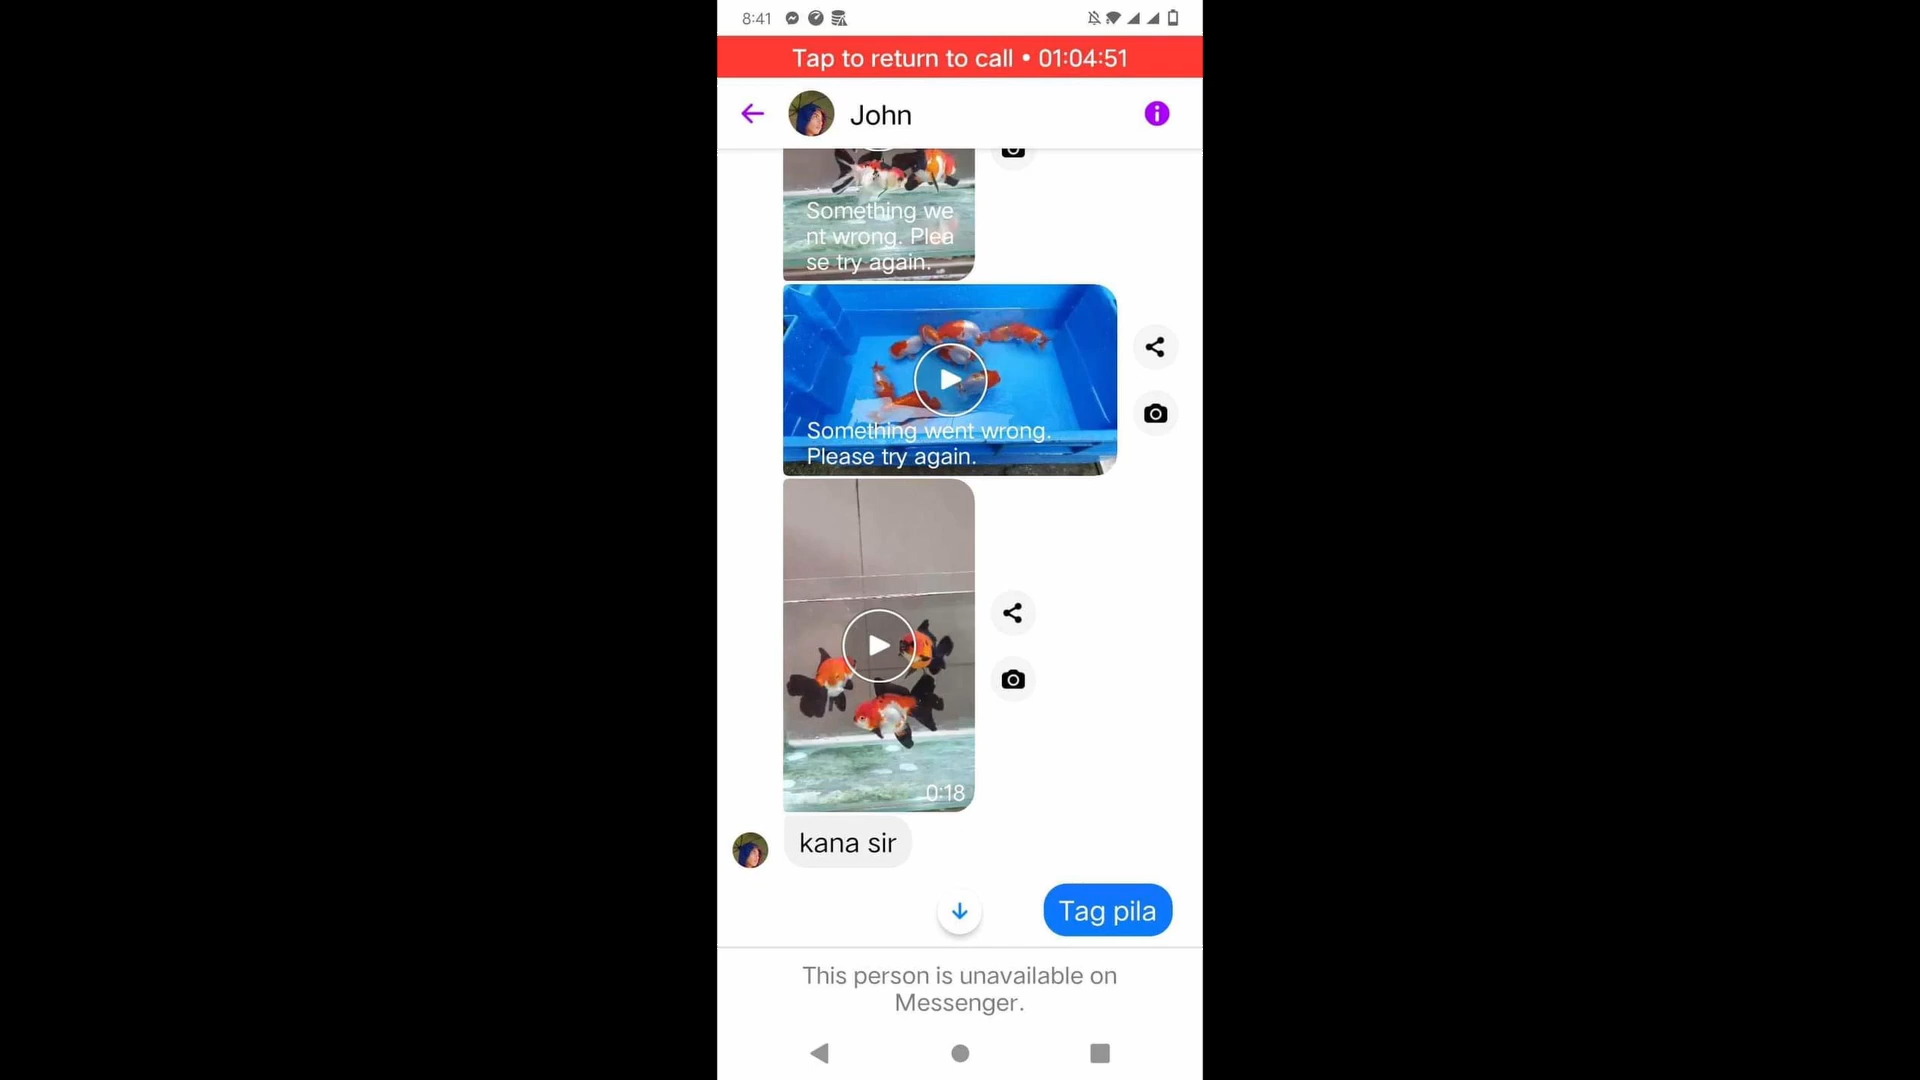 8:41
Tap to return to call • 01:04:51
John
Something we
nt wrong. Plea
se try again.
Something went wrong.
Please try again.
0:18
kana sir
Tag pila
This person is unavailable on
Messenger.